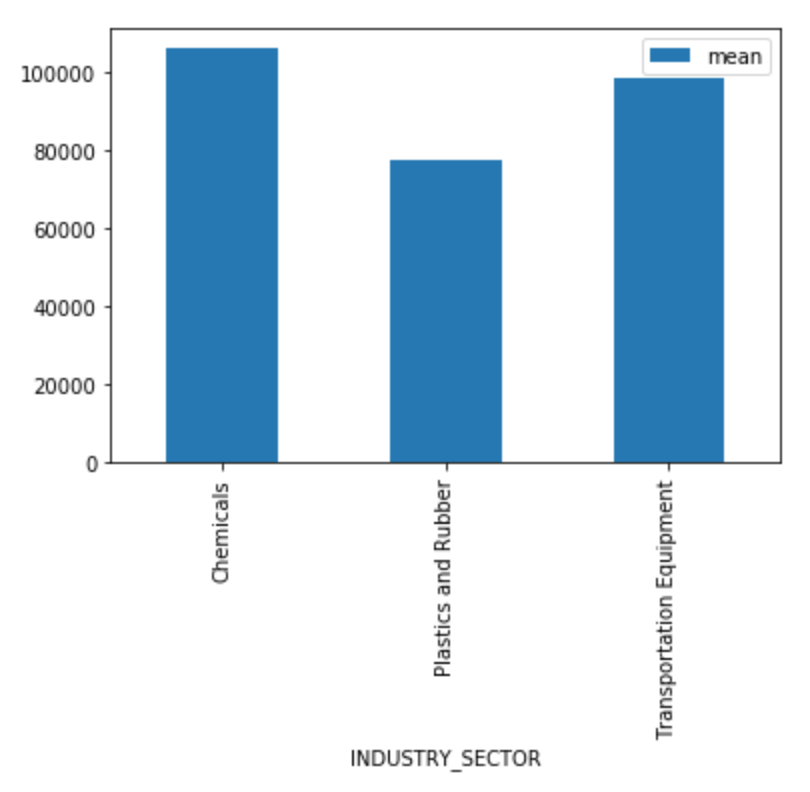 mean
100000
80000
60000
40000
20000
0
Chemicals
Plastics and Rubber
Transportation Equipment
INDUSTRY_SECTOR